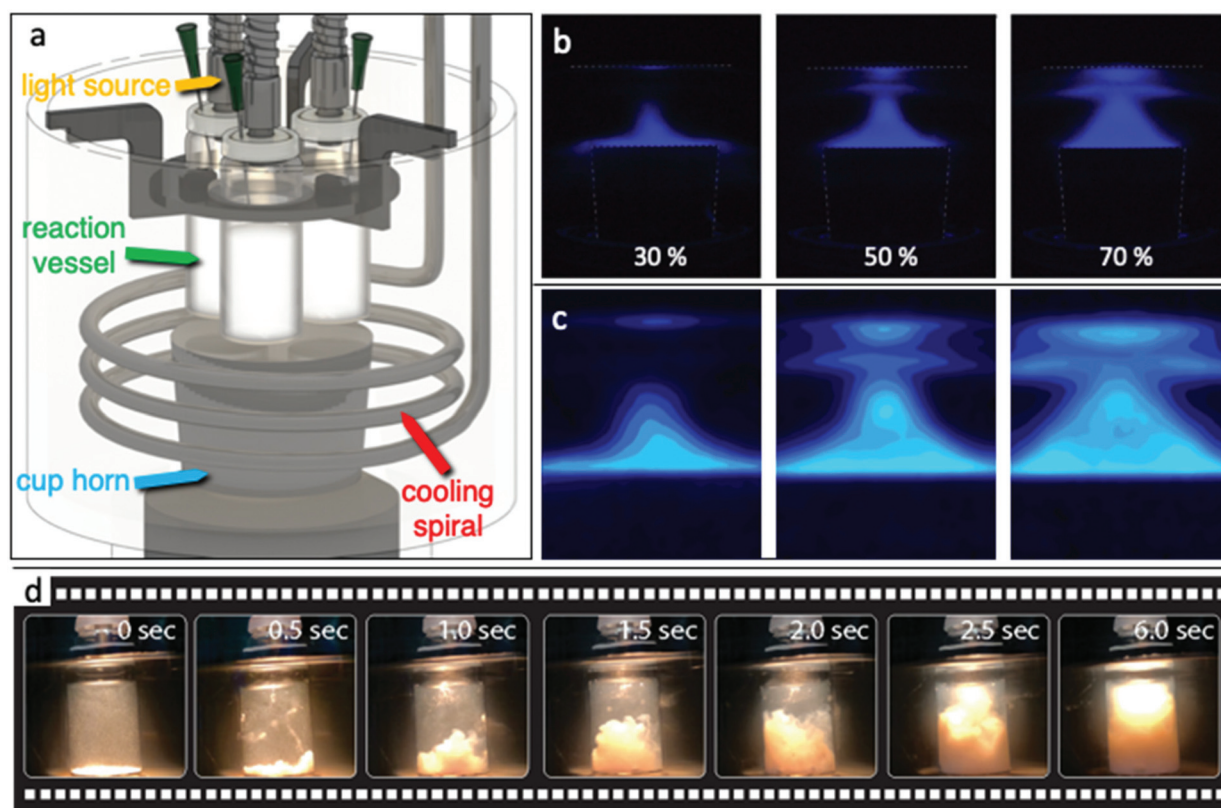 a
light source
reaction
vessel
cup horn
cooling
spiral
b
30 %
50 %
70 %
c
d
0 sec
0.5 sec
1.0 sec
1.5 sec
2.0 sec
2.5 sec
6.0 sec